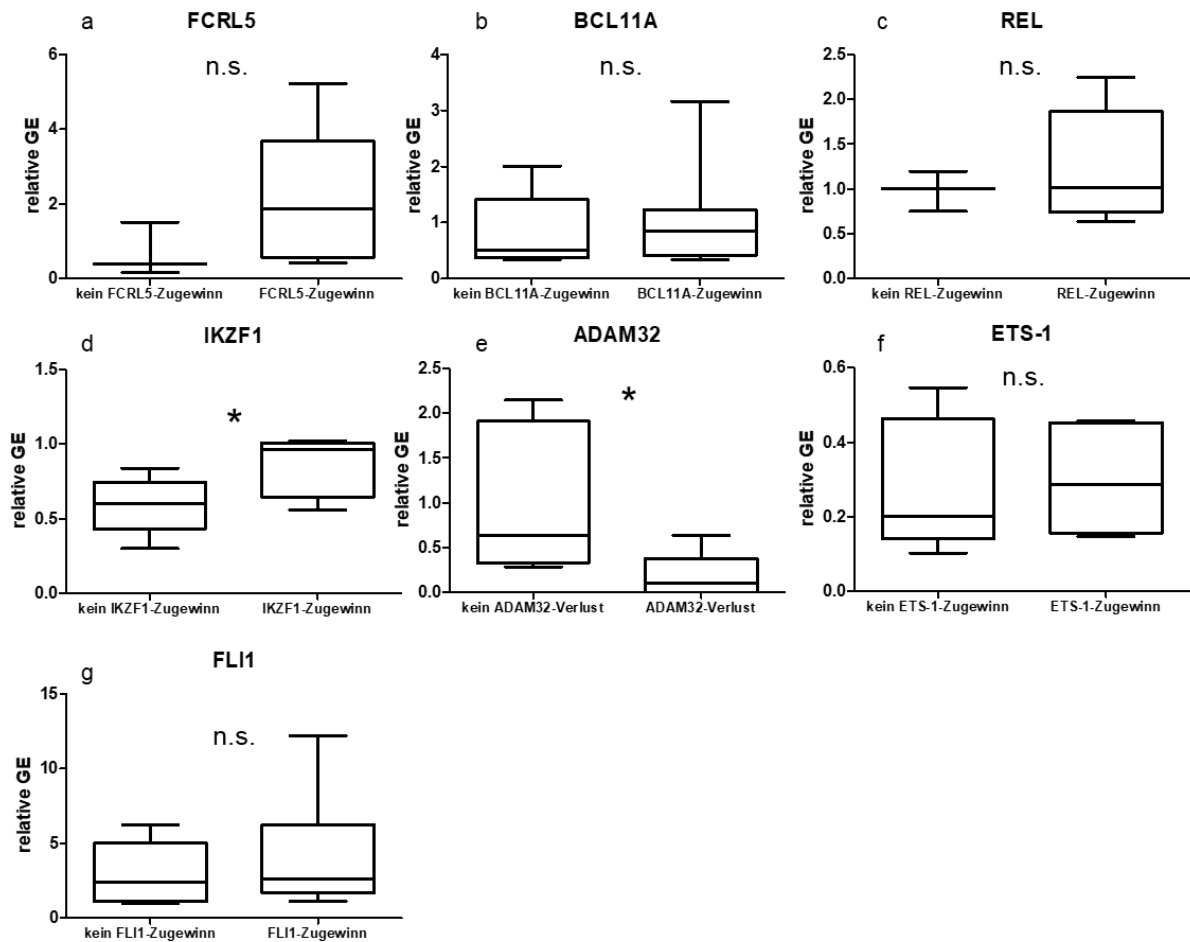 a
FCRL5
n.s.
relative GE
6
4
2
0
kein FCRL5-Zugewinn
FCRL5-Zugewinn
b
BCL11A
n.s.
relative GE
4
3
2
1
0
kein BCL11A-Zugewinn
BCL11A-Zugewinn
c
REL
n.s.
relative GE
2.5
2.0
1.5
1.0
0.5
0.0
kein REL-Zugewinn
REL-Zugewinn
d
IKZF1
*
relative GE
1.5
1.0
0.5
0.0
kein IKZF1-Zugewinn
IKZF1-Zugewinn
e
ADAM32
*
relative GE
2.5
2.0
1.5
1.0
0.5
0.0
kein ADAM32-Verlust
ADAM32-Verlust
f
ETS-1
n.s.
relative GE
0.6
0.4
0.2
0.0
kein ETS-1-Zugewinn
ETS-1-Zugewinn
g
FLI1
n.s.
relative GE
15
10
5
0
kein FLI1-Zugewinn
FLI1-Zugewinn